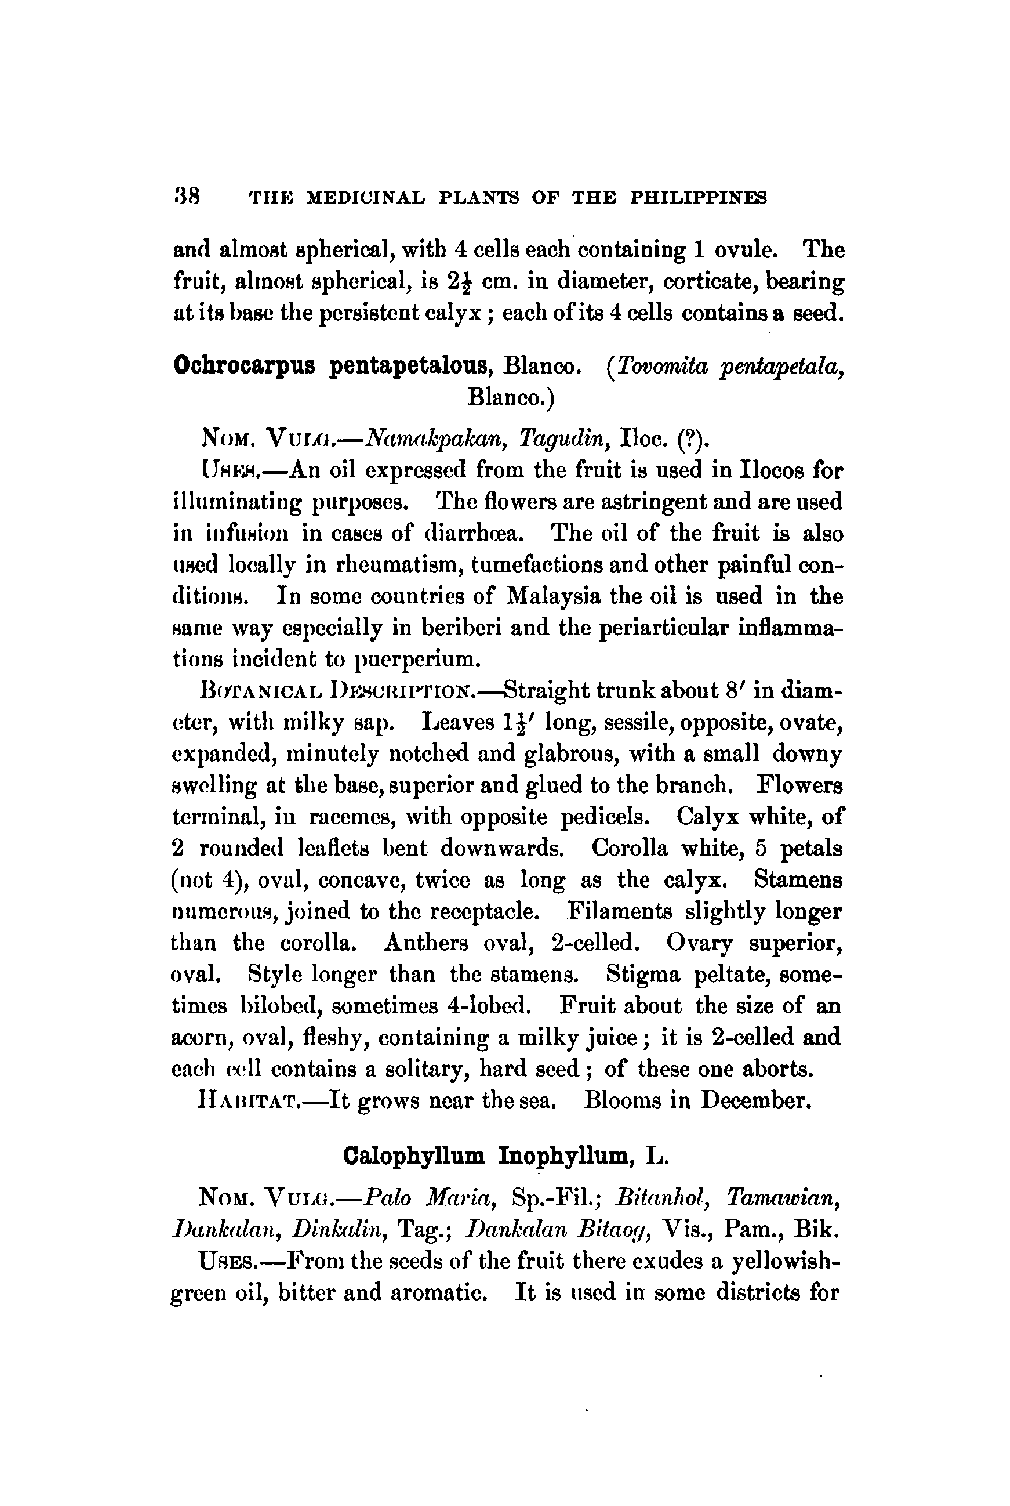 38 THE MEDICINAL PLANTS OF THE PHILIPPINES
and almost spherical, with 4 cells each containing 1 ovule. The
fruit, almost spherical, is 2½ cm. in diameter, corticate, bearing
at its base the persistent calyx; each of its 4 cells contains a seed.
Ochrocarpus pentapetalous, Blanco. (Tovomita pentapetala,
Blanco.)
NOM. VULG.—Namakpakan, Tagudin, Iloc. (?).
USES.—An oil expressed from the fruit is used in Ilocos for
illuminating purposes. The flowers are astringent and are used
in infusion in cases of diarrhœa. The oil of the fruit is also
used locally in rheumatism, tumefactions and other painful con-
ditions. In some countries of Malaysia the oil is used in the
same way especially in beriberi and the periarticular inflamma-
tions incident to puerperium.
BOTANICAL DESCRIPTION.—Straight trunk about 8′ in diam-
eter, with milky sap. Leaves 1½′ long, sessile, opposite, ovate,
expanded, minutely notched and glabrous, with a small downy
swelling at the base, superior and glued to the branch. Flowers
terminal, in racemes, with opposite pedicels. Calyx white, of
2 rounded leaflets bent downwards. Corolla white, 5 petals
(not 4), oval, concave, twice as long as the calyx. Stamens
numerous, joined to the receptacle. Filaments slightly longer
than the corolla. Anthers oval, 2-celled. Ovary superior,
oval. Style longer than the stamens. Stigma peltate, some-
times bilobed, sometimes 4-lobed. Fruit about the size of an
acorn, oval, fleshy, containing a milky juice; it is 2-celled and
each cell contains a solitary, hard seed; of these one aborts.
HABITAT.—It grows near the sea. Blooms in December.
Calophyllum Inophyllum, L.
NOM. VULG.—Palo Maria, Sp.-Fil.; Bitanhol, Tamawian,
Dankalan, Dinkalin, Tag.; Dankalan Bitaog, Vis., Pam., Bik.
USES.—From the seeds of the fruit there exudes a yellowish-
green oil, bitter and aromatic. It is used in some districts for